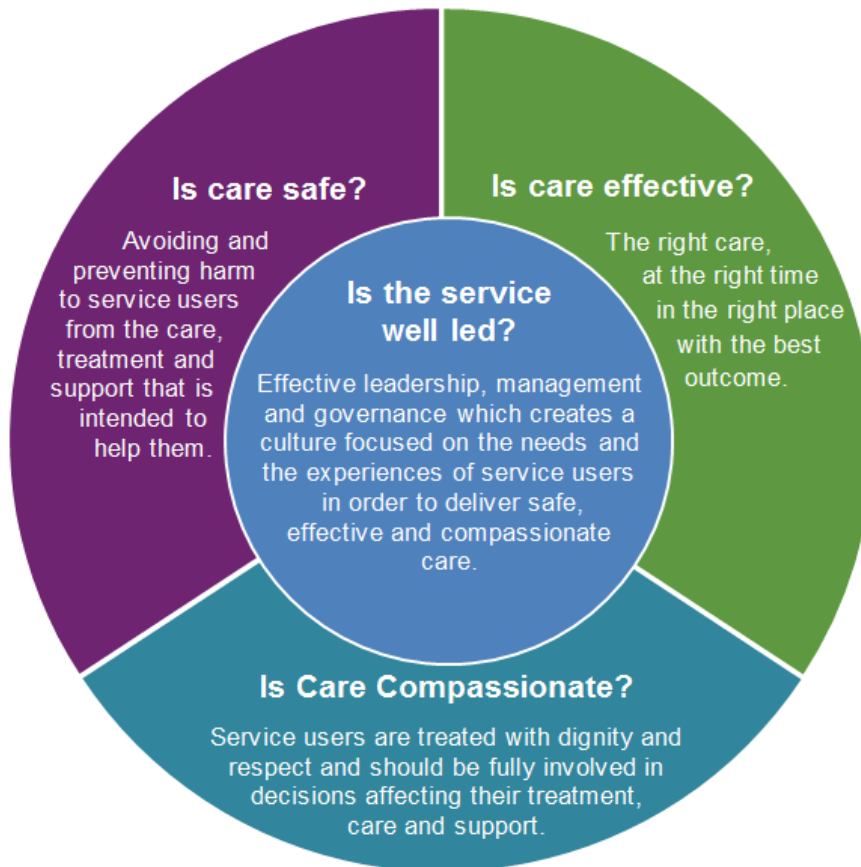 Is care safe?
Avoiding and
preventing harm
to service users
from the care,
treatment and
support that is
intended to
help them.
Is care effective?
The right care,
at the right time
in the right place
with the best
outcome.
Is the service
well led?
Effective leadership, management
and governance which creates a
culture focused on the needs and
the experiences of service users
in order to deliver safe,
effective and compassionate
care.
Is Care Compassionate?
Service users are treated with dignity and
respect and should be fully involved in
decisions affecting their treatment,
care and support.